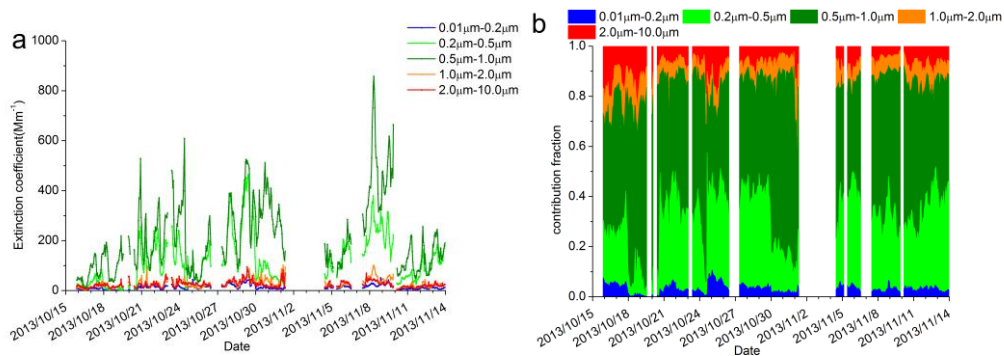 a
0.01μm-0.2μm
0.2μm-0.5μm
0.5μm-1.0μm
1.0μm-2.0μm
2.0μm-10.0μm
1000
800
600
400
200
0
Extinction coefficient(Mm⁻¹)
2013/10/15
2013/10/18
2013/10/21
2013/10/24
2013/10/27
2013/10/30
2013/11/2
2013/11/5
2013/11/8
2013/11/11
2013/11/14
Date
b
0.01μm-0.2μm 0.2μm-0.5μm 0.5μm-1.0μm 1.0μm-2.0μm
2.0μm-10.0μm
1.0
0.8
0.6
0.4
0.2
0.0
contribution fraction
2013/10/15
2013/10/18
2013/10/21
2013/10/24
2013/10/27
2013/10/30
2013/11/2
2013/11/5
2013/11/8
2013/11/11
2013/11/14
Date